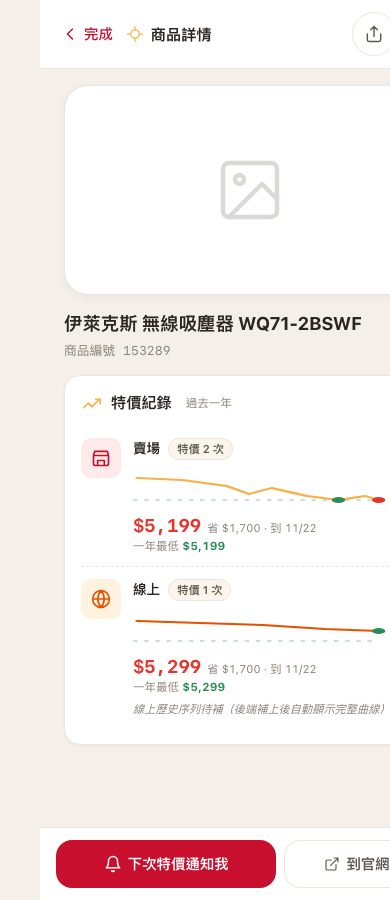 完成 商品詳情
伊萊克斯 無線吸塵器 WQ71-2BSWF
商品編號 153289
特價紀錄 過去一年
賣場 特價 2 次
$5,199 省 $1,700 · 到 11/22
一年最低 $5,199
線上 特價 1 次
$5,299 省 $1,700 · 到 11/22
一年最低 $5,299
線上歷史序列待補（後端補上後自動顯示完整曲線）
下次特價通知我 到官網